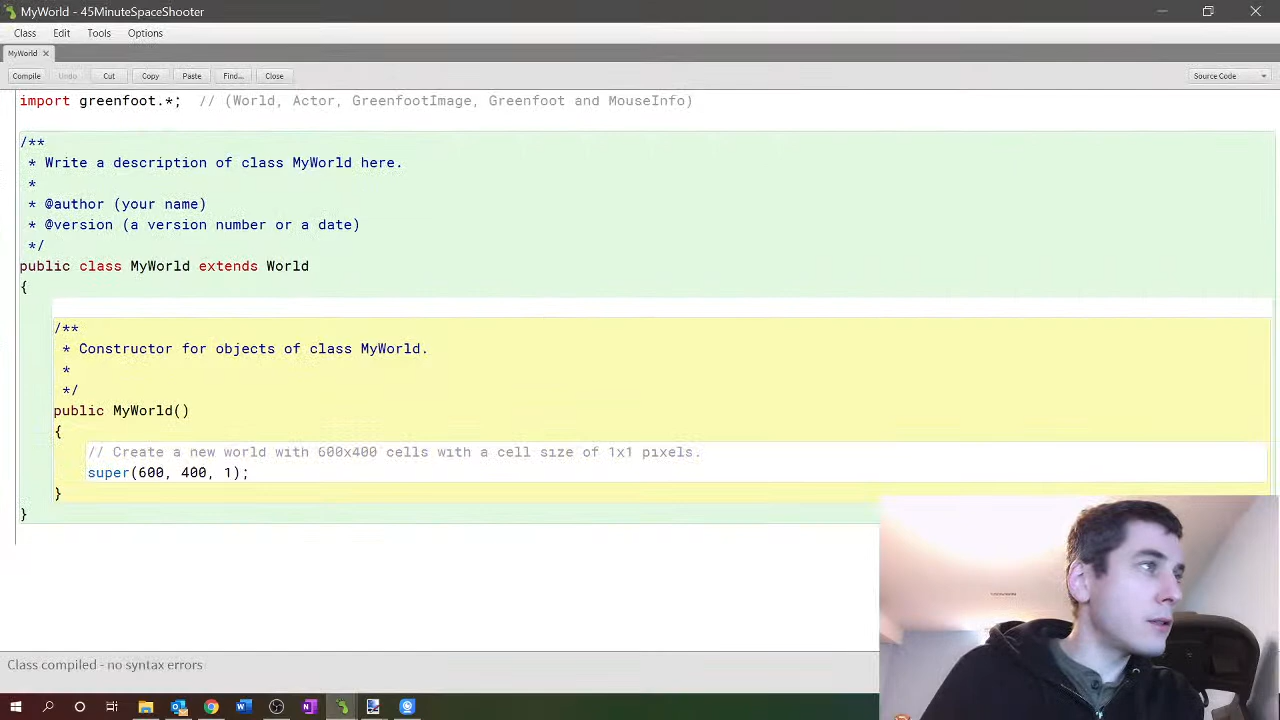 MyWorld - 45MinuteSpaceShooter
Class Edit Tools Options
MyWorld
Compile Undo Cut Copy Paste Find... Close Source Code
import greenfoot.*;  // (World, Actor, GreenfootImage, Greenfoot and MouseInfo)
/**
 * Write a description of class MyWorld here.
 *
 * @author (your name)
 * @version (a version number or a date)
 */
public class MyWorld extends World
{
/**
 * Constructor for objects of class MyWorld.
 *
 */
public MyWorld()
{
// Create a new world with 600x400 cells with a cell size of 1x1 pixels.
super(600, 400, 1);
}
}
Class compiled - no syntax errors